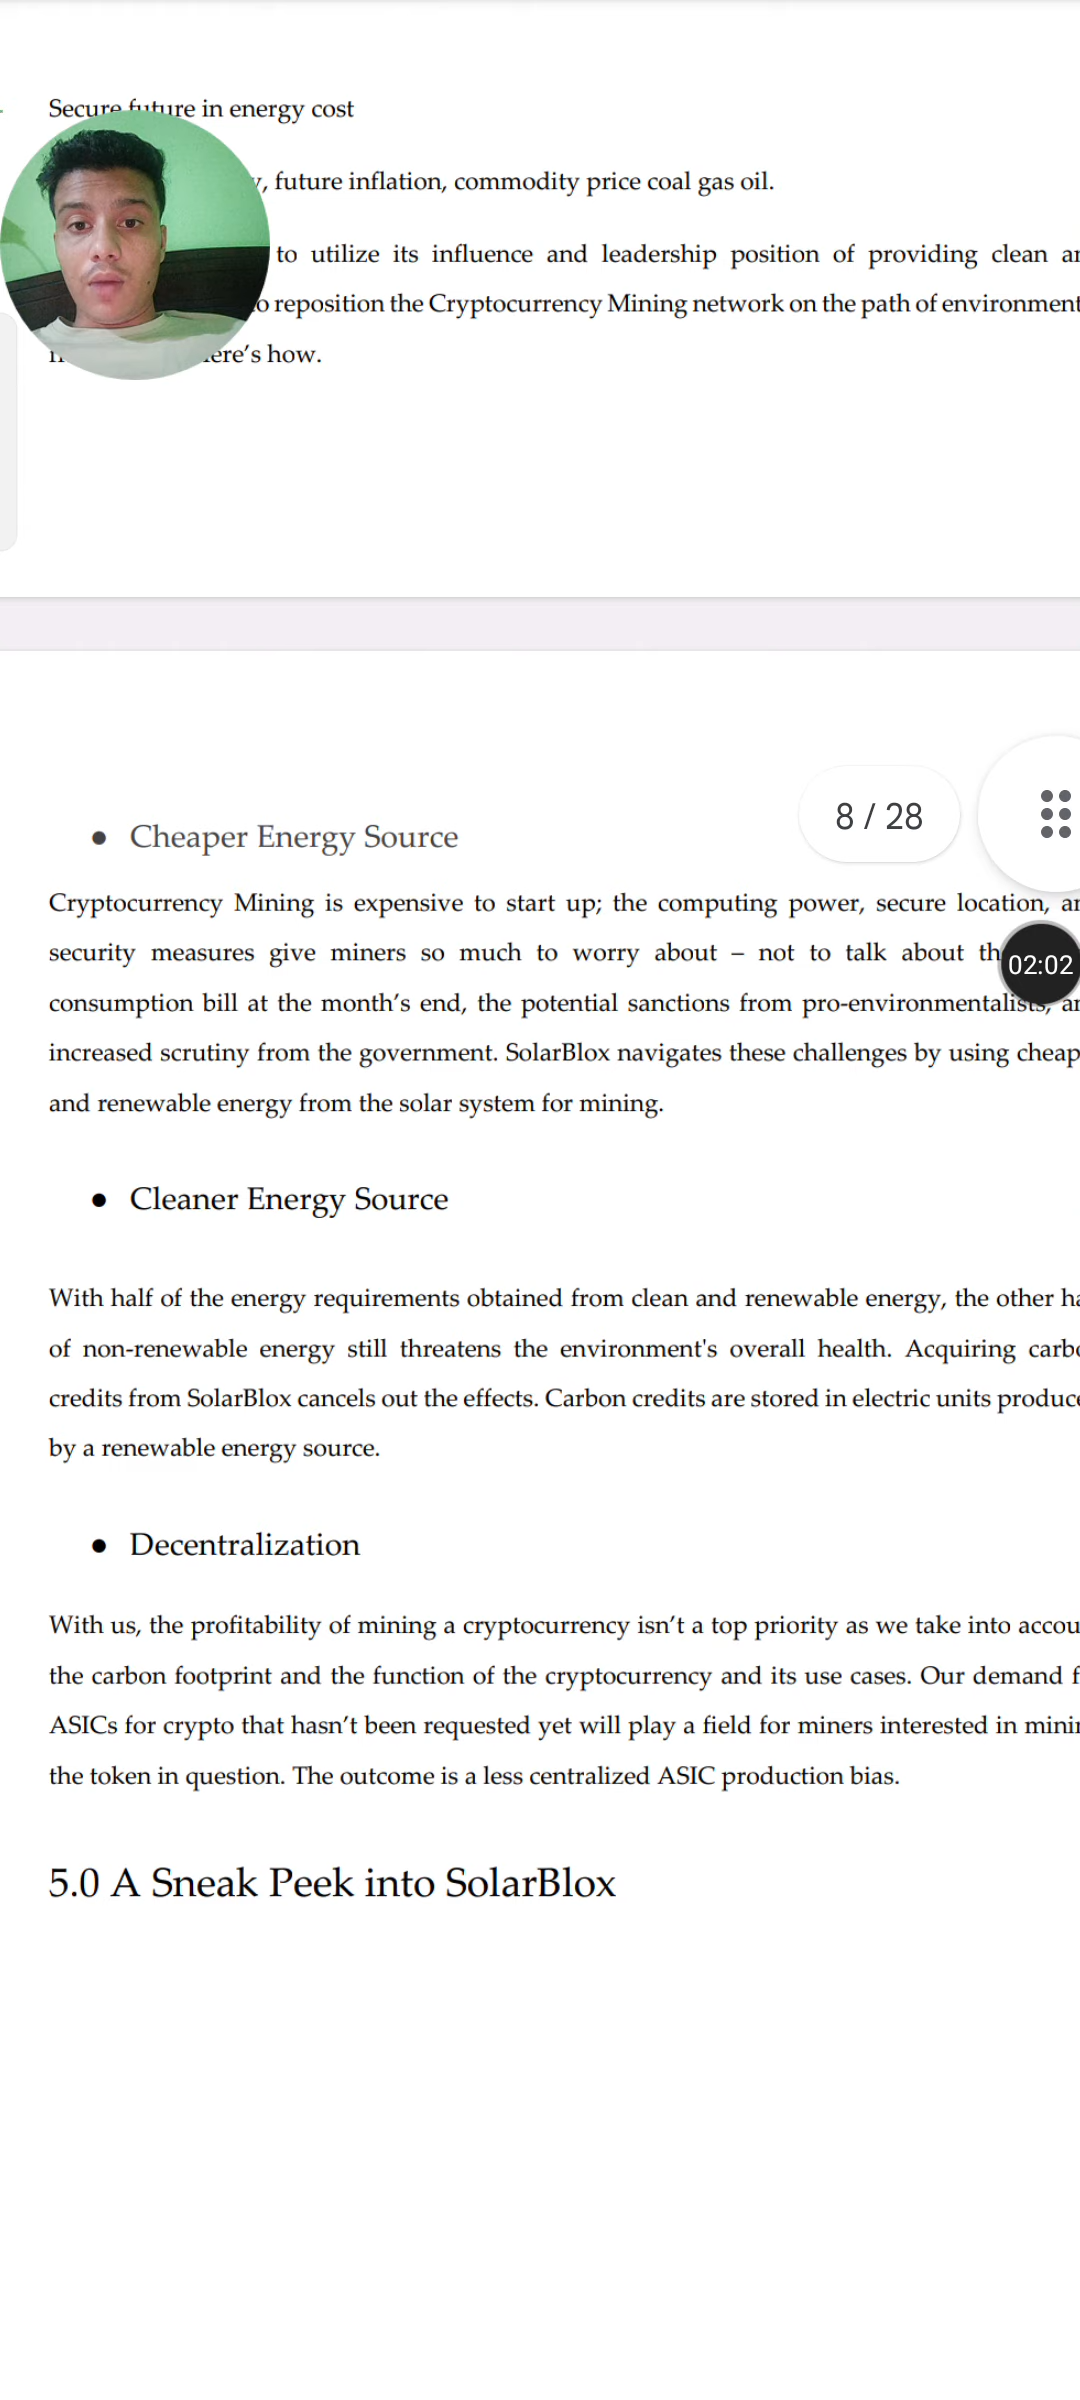 Secure future in energy cost
, future inflation, commodity price coal gas oil.
to utilize its influence and leadership position of providing clean
reposition the Cryptocurrency Mining network on the path of
how.
8 / 28
• Cheaper Energy Source
Cryptocurrency Mining is expensive to start up; the computing power, secure location,
security measures give miners so much to worry about – not to talk about
02:02
consumption bill at the month's end, the potential sanctions from pro-environmentalists,
increased scrutiny from the government. SolarBlox navigates these challenges by using
and renewable energy from the solar system for mining.
• Cleaner Energy Source
With half of the energy requirements obtained from clean and renewable energy, the other
of non-renewable energy still threatens the environment's overall health. Acquiring
credits from SolarBlox cancels out the effects. Carbon credits are stored in electric units
by a renewable energy source.
• Decentralization
With us, the profitability of mining a cryptocurrency isn't a top priority as we take into
the carbon footprint and the function of the cryptocurrency and its use cases. Our demand
ASICs for crypto that hasn't been requested yet will play a field for miners interested in
the token in question. The outcome is a less centralized ASIC production bias.
5.0 A Sneak Peek into SolarBlox